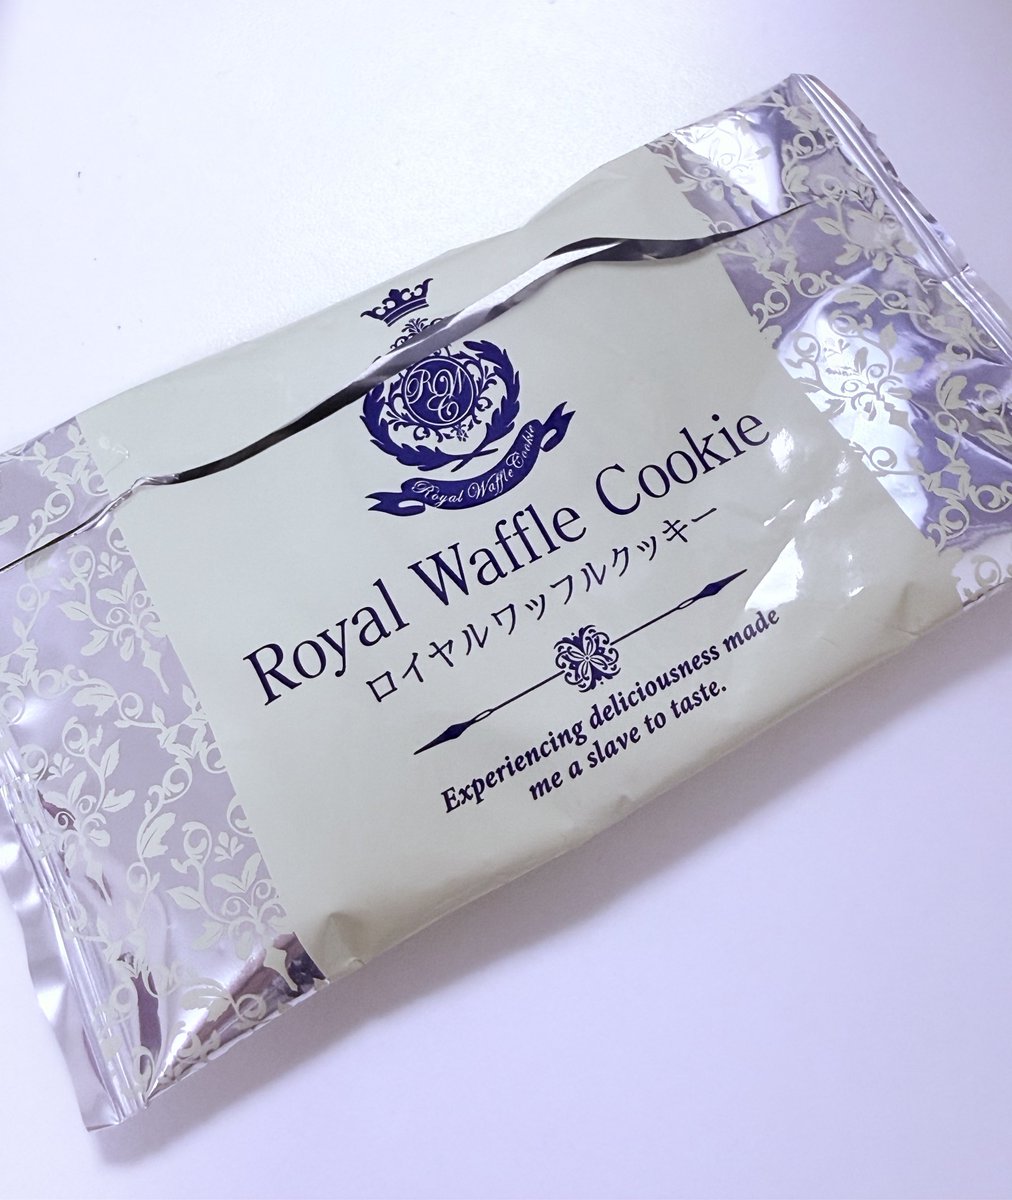 RWC
Royal Waffle Cookie
Royal Waffle Cookie
ロイヤルワッフルクッキー
Experiencing deliciousness made
me a slave to taste.